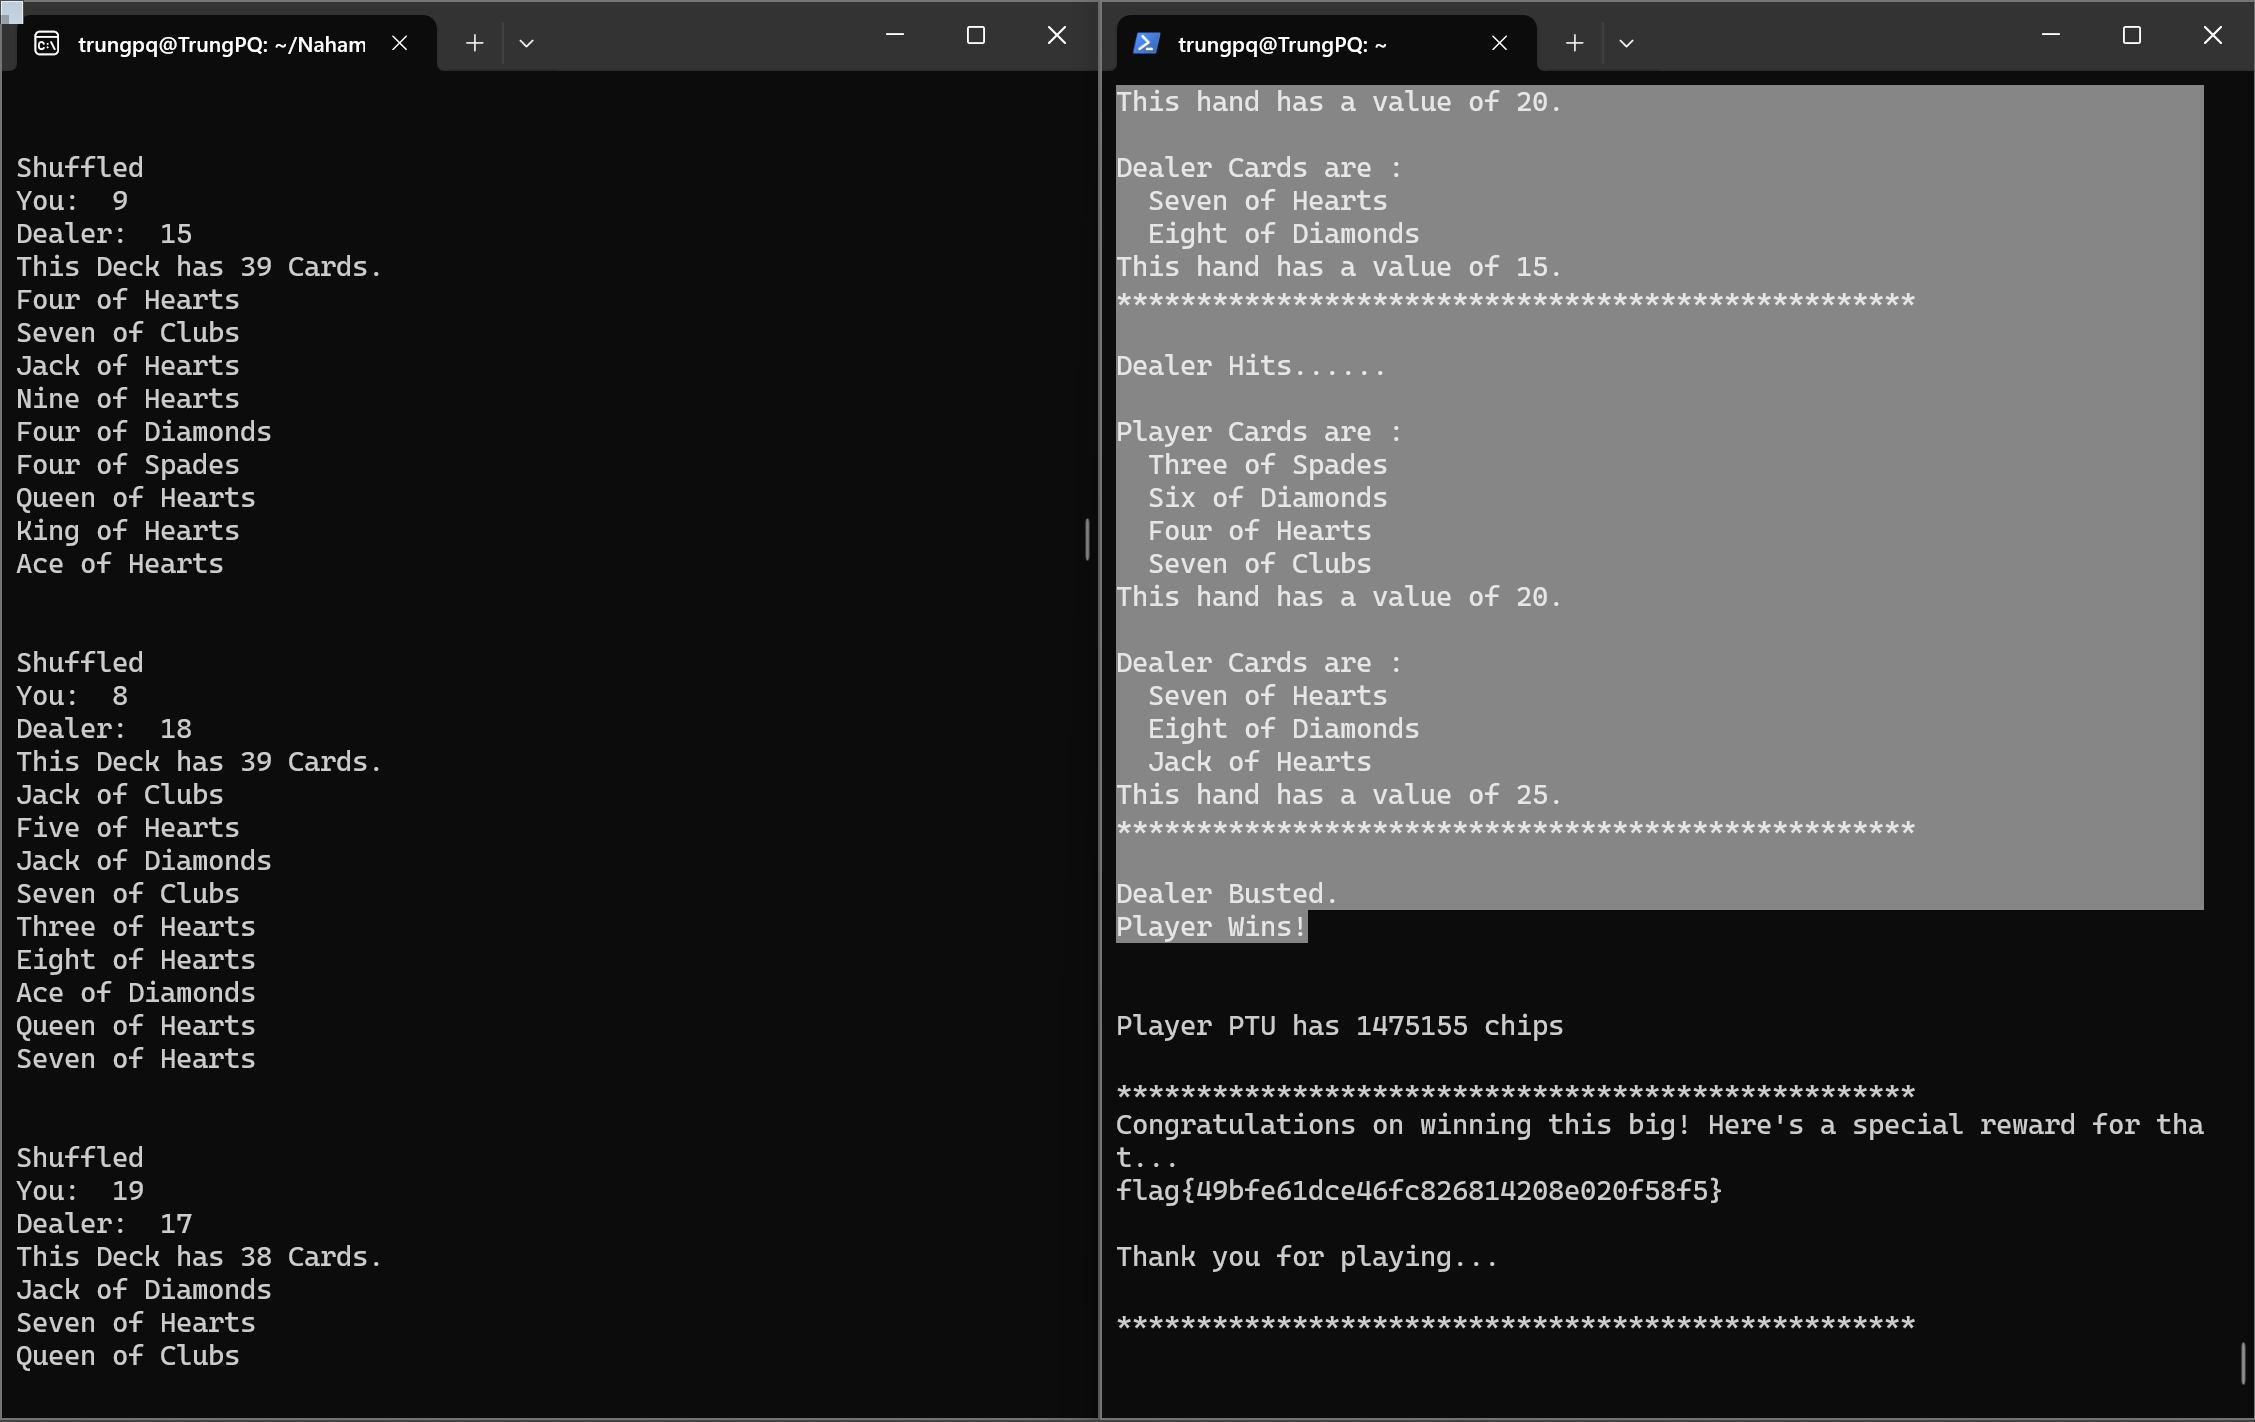 trungpq@TrungPQ: ~/Naham
Shuffled
You:  9
Dealer:  15
This Deck has 39 Cards.
Four of Hearts
Seven of Clubs
Jack of Hearts
Nine of Hearts
Four of Diamonds
Four of Spades
Queen of Hearts
King of Hearts
Ace of Hearts
Shuffled
You:  8
Dealer:  18
This Deck has 39 Cards.
Jack of Clubs
Five of Hearts
Jack of Diamonds
Seven of Clubs
Three of Hearts
Eight of Hearts
Ace of Diamonds
Queen of Hearts
Seven of Hearts
Shuffled
You:  19
Dealer:  17
This Deck has 38 Cards.
Jack of Diamonds
Seven of Hearts
Queen of Clubs
trungpq@TrungPQ: ~
This hand has a value of 20.
Dealer Cards are :
  Seven of Hearts
  Eight of Diamonds
This hand has a value of 15.
**************************************************
Dealer Hits......
Player Cards are :
  Three of Spades
  Six of Diamonds
  Four of Hearts
  Seven of Clubs
This hand has a value of 20.
Dealer Cards are :
  Seven of Hearts
  Eight of Diamonds
  Jack of Hearts
This hand has a value of 25.
**************************************************
Dealer Busted.
Player Wins!
Player PTU has 1475155 chips
**************************************************
Congratulations on winning this big! Here's a special reward for tha
t...
flag{49bfe61dce46fc826814208e020f58f5}
Thank you for playing...
**************************************************